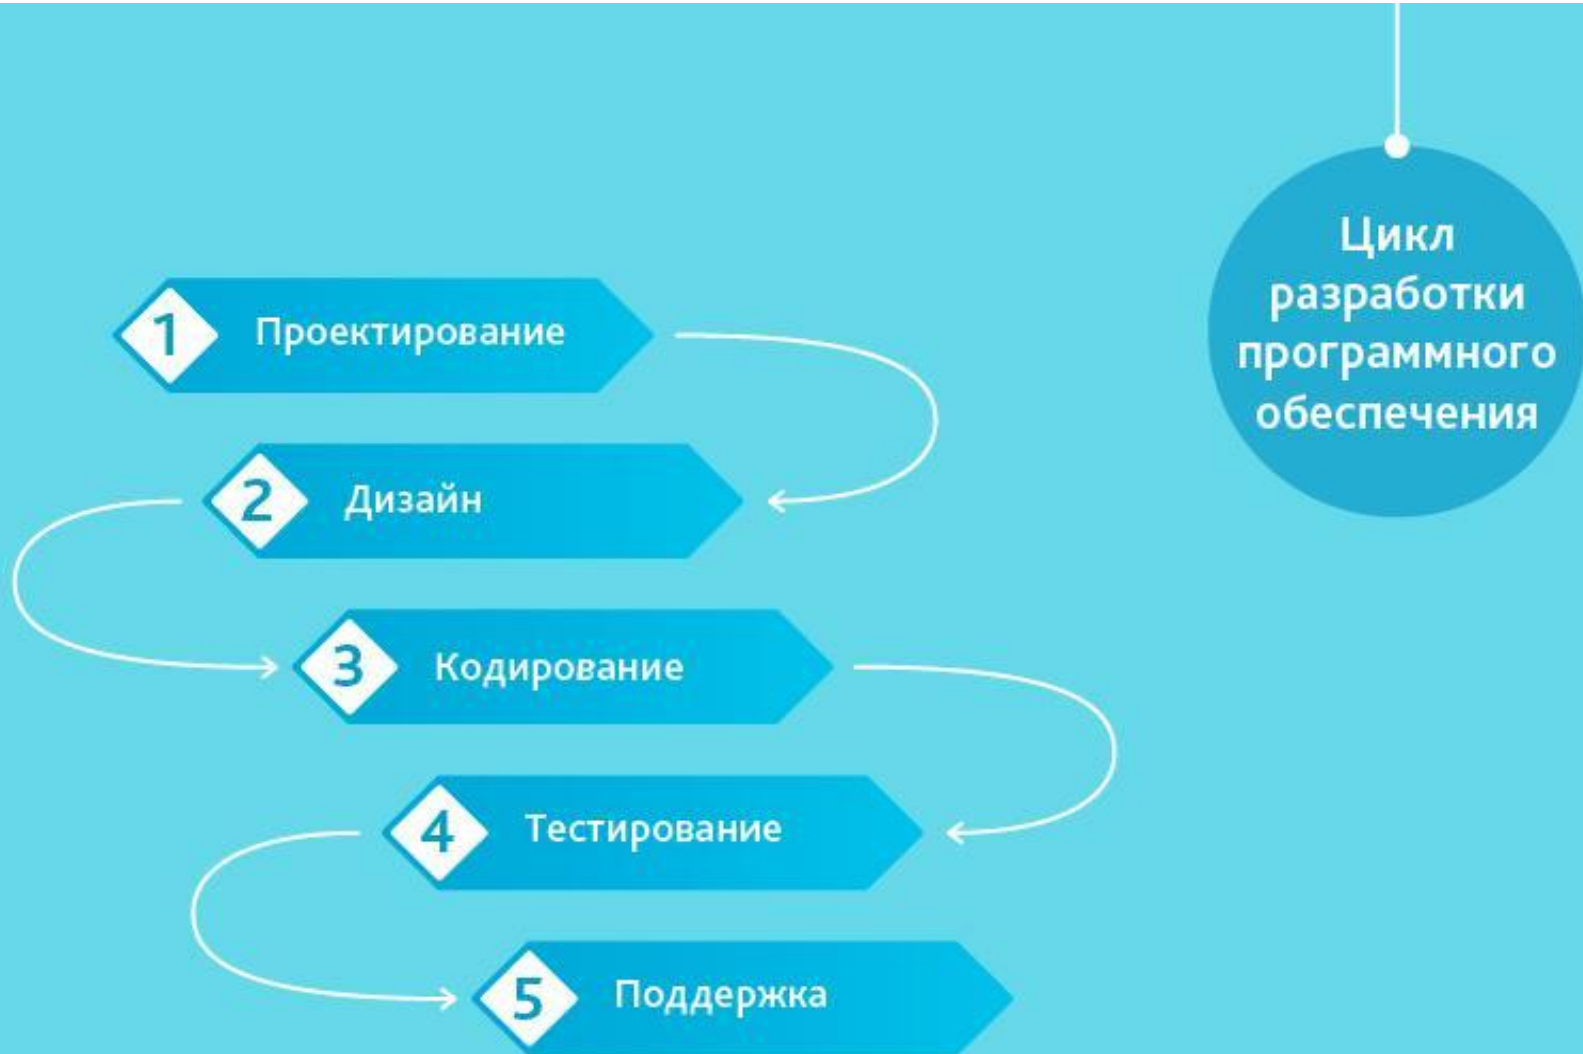 Цикл
разработки
программного
обеспечения
1 Проектирование
2 Дизайн
3 Кодирование
4 Тестирование
5 Поддержка